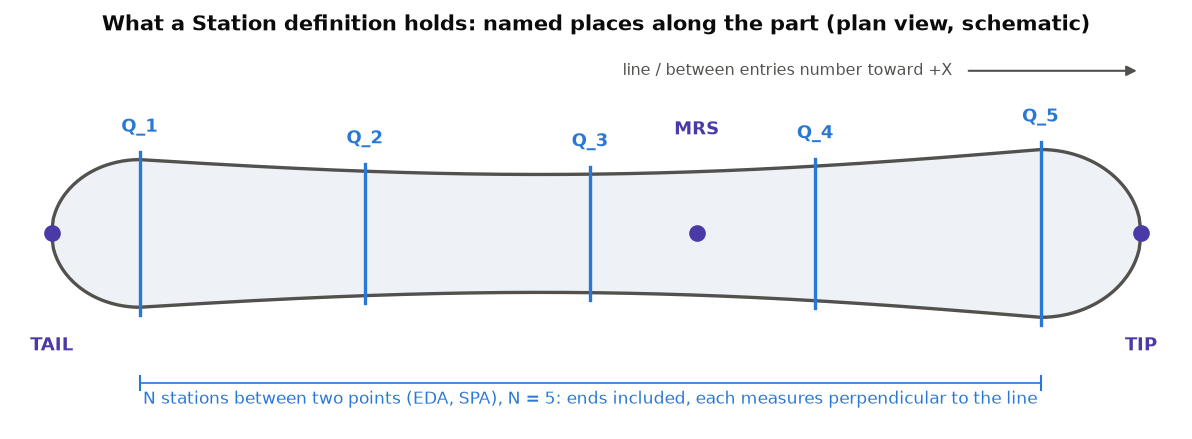 What a Station definition holds: named places along the part (plan view, schematic)
line / between entries number toward +X
Q_1
Q_2
Q_3
MRS
Q_4
Q_5
TAIL
TIP
N stations between two points (EDA, SPA), N = 5: ends included, each measures perpendicular to the line